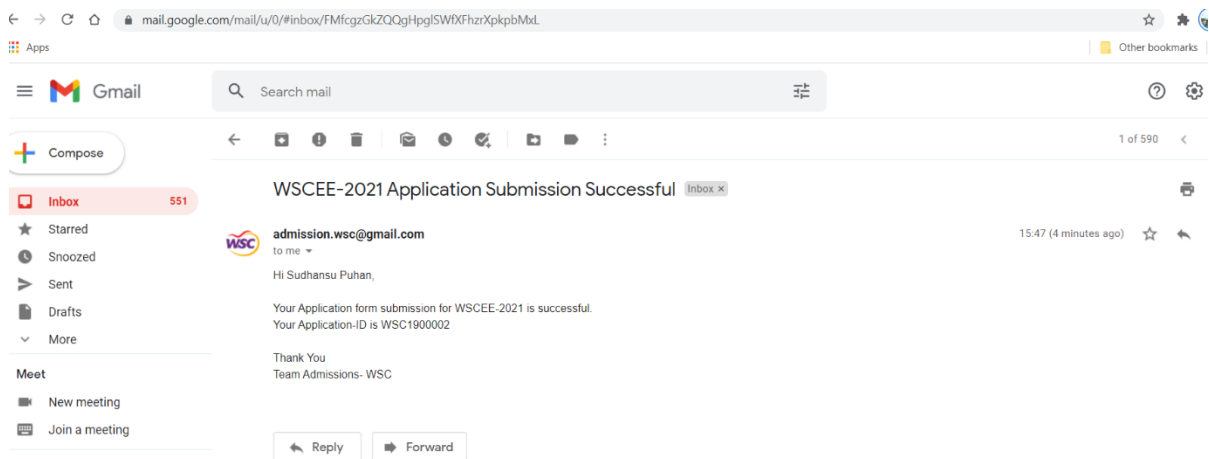 mail.google.com/mail/u/0/#inbox/FMfcgzGkZQQgHpglSWfXFhzrXpkpbMxL
Apps
Other bookmarks
Gmail
Search mail
Compose
1 of 590
WSCEE-2021 Application Submission Successful Inbox ×
Inbox 551
Starred
Snoozed
Sent
Drafts
More
WSC
admission.wsc@gmail.com
15:47 (4 minutes ago)
to me
Hi Sudhansu Puhan,
Your Application form submission for WSCEE-2021 is successful.
Your Application-ID is WSC1900002
Thank You
Team Admissions- WSC
Meet
New meeting
Join a meeting
Reply
Forward